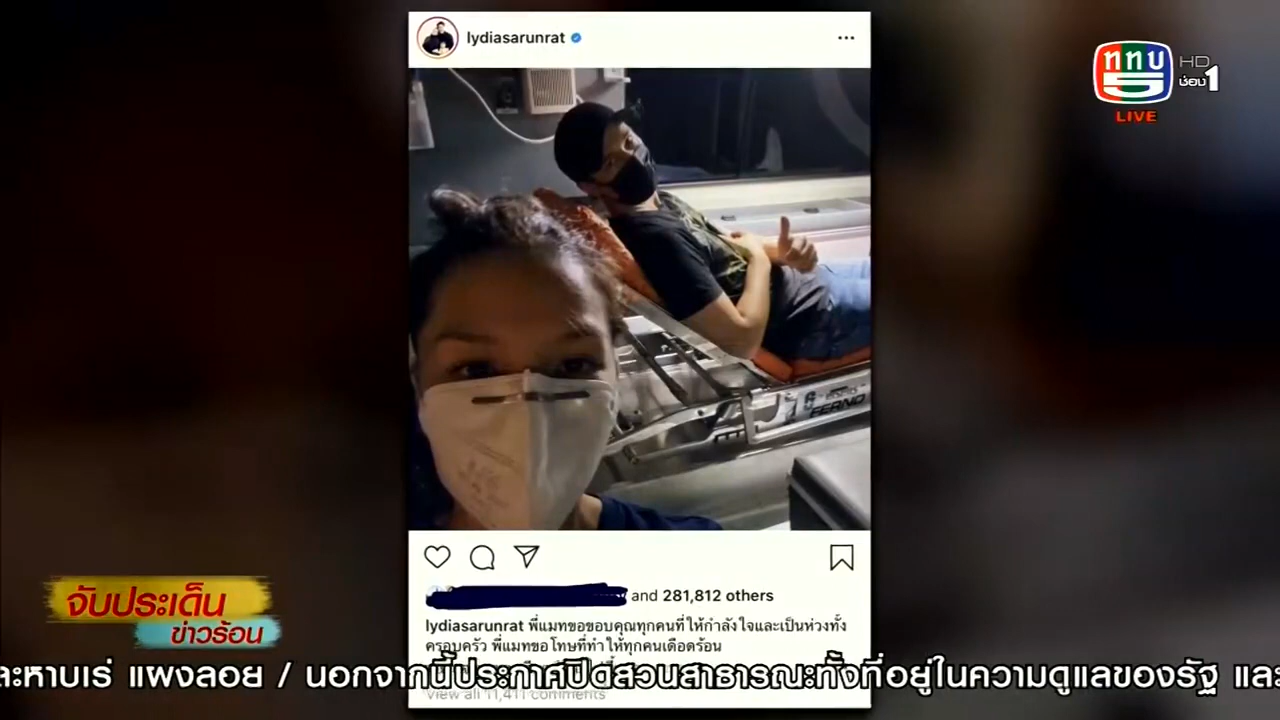 lydiasarunrat
ททบ
5
HD
ช่อง 1
LIVE
FERNO
and 281,812 others
lydiasarunrat พี่แมทขอขอบคุณทุกคนที่ให้กำลังใจและเป็นห่วงทั้ง
ครอบครัว พี่แมทขอโทษที่ทำให้ทุกคนเดือดร้อน
จับประเด็น
ข่าวร้อน
ละหาบเร่ แผงลอย / นอกจากนี้ประกาศปิดสวนสาธารณะทั้งที่อยู่ในความดูแลของรัฐ และ
View all 11,411 comments